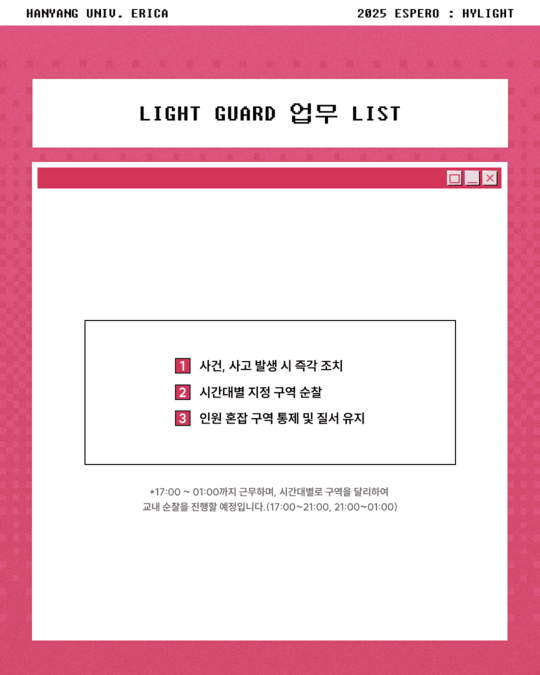 HANYANG UNIV. ERICA
2025 ESPERO : HYLIGHT
LIGHT GUARD 업무 LIST
1 사건, 사고 발생 시 즉각 조치
2 시간대별 지정 구역 순찰
3 인원 혼잡 구역 통제 및 질서 유지
*17:00 ~ 01:00까지 근무하며, 시간대별로 구역을 달리하여
교내 순찰을 진행할 예정입니다.(17:00~21:00, 21:00~01:00)